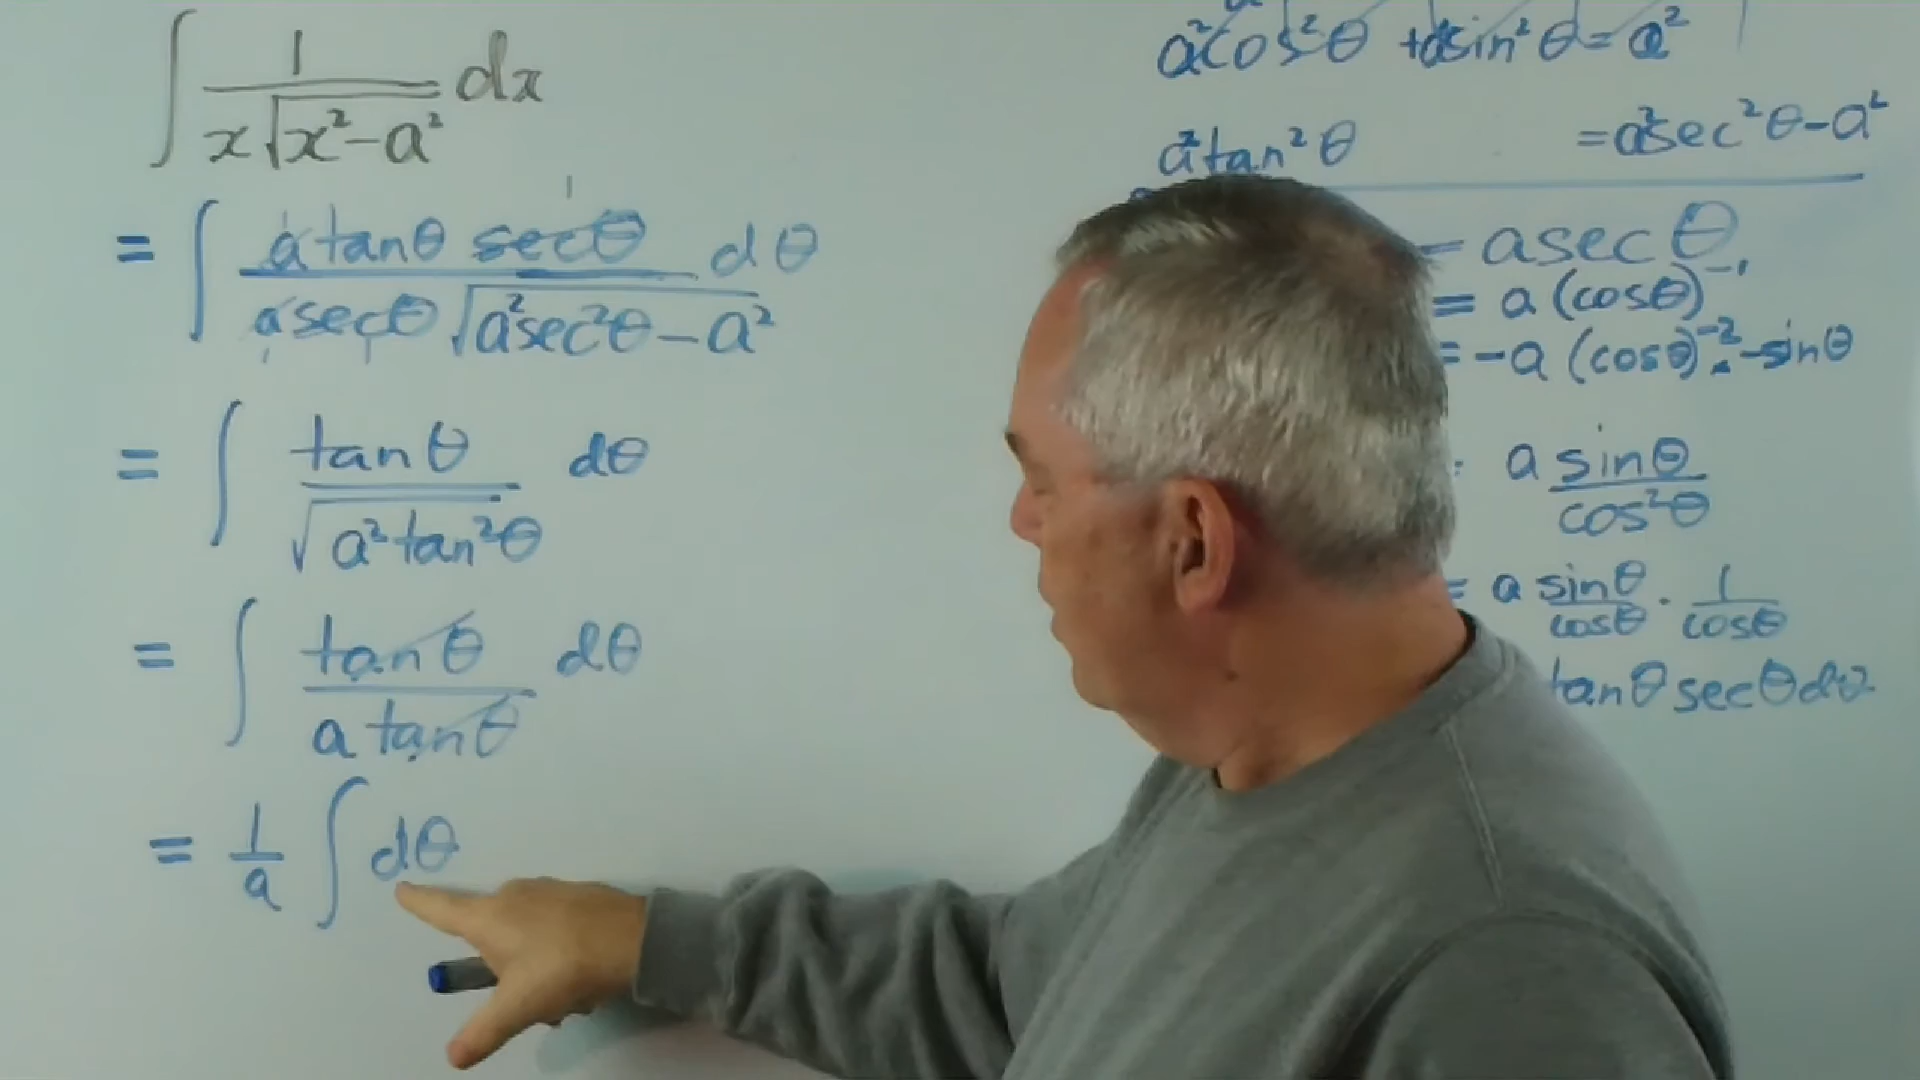 ∫ 1/(x√(x²-a²)) dx
= ∫ (a tanθ secθ)/(a secθ √(a²sec²θ-a²)) dθ
= ∫ tanθ/√(a²tan²θ) dθ
= ∫ tanθ/(a tanθ) dθ
= 1/a ∫ dθ
a²cos²θ + a sin²θ = a²
a²tan²θ = a²sec²θ-a²
= a secθ
= a (cosθ)⁻¹
= -a (cosθ)⁻² · -sinθ
a sinθ/cos²θ
= a sinθ/cosθ · 1/cosθ
tanθ secθ dθ